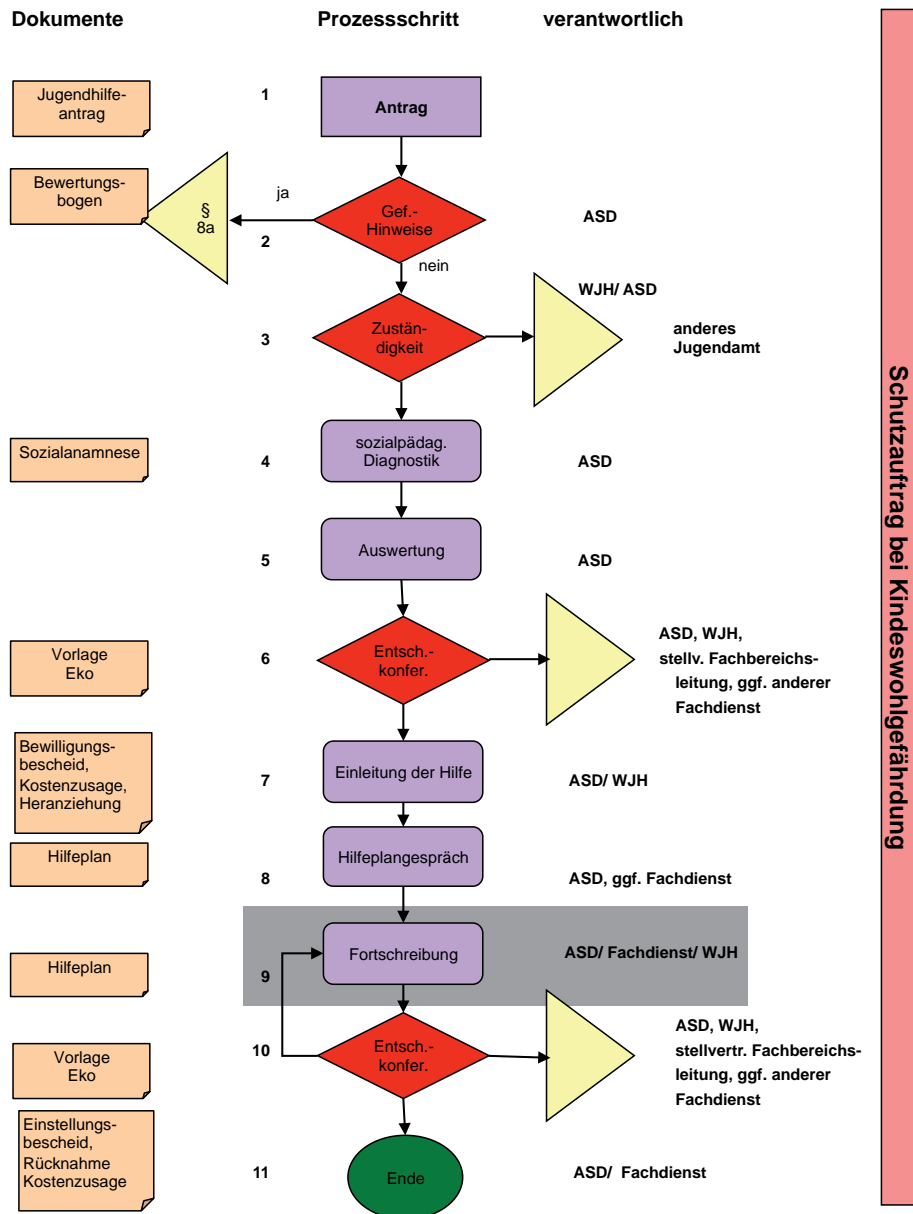 Dokumente Prozessschritt verantwortlich
Jugendhilfe-
antrag
1
Antrag
Bewertungs-
bogen
§
8a
ja
2
Gef.-
Hinweise
ASD
nein
3
Zustän-
digkeit
WJH/ ASD
anderes
Jugendamt
Sozialanamnese
4
sozialpädag.
Diagnostik
ASD
5
Auswertung
ASD
Vorlage
Eko
6
Entsch.-
konfer.
ASD, WJH,
stellv. Fachbereichs-
leitung, ggf. anderer
Fachdienst
Bewilligungs-
bescheid,
Kostenzusage,
Heranziehung
7
Einleitung der Hilfe
ASD/ WJH
Hilfeplan
8
Hilfeplangespräch
ASD, ggf. Fachdienst
Hilfeplan
9
Fortschreibung
ASD/ Fachdienst/ WJH
Vorlage
Eko
10
Entsch.-
konfer.
ASD, WJH,
stellvertr. Fachbereichs-
leitung, ggf. anderer
Fachdienst
Einstellungs-
bescheid,
Rücknahme
Kostenzusage
11
Ende
ASD/ Fachdienst
Schutzauftrag bei Kindeswohlgefährdung